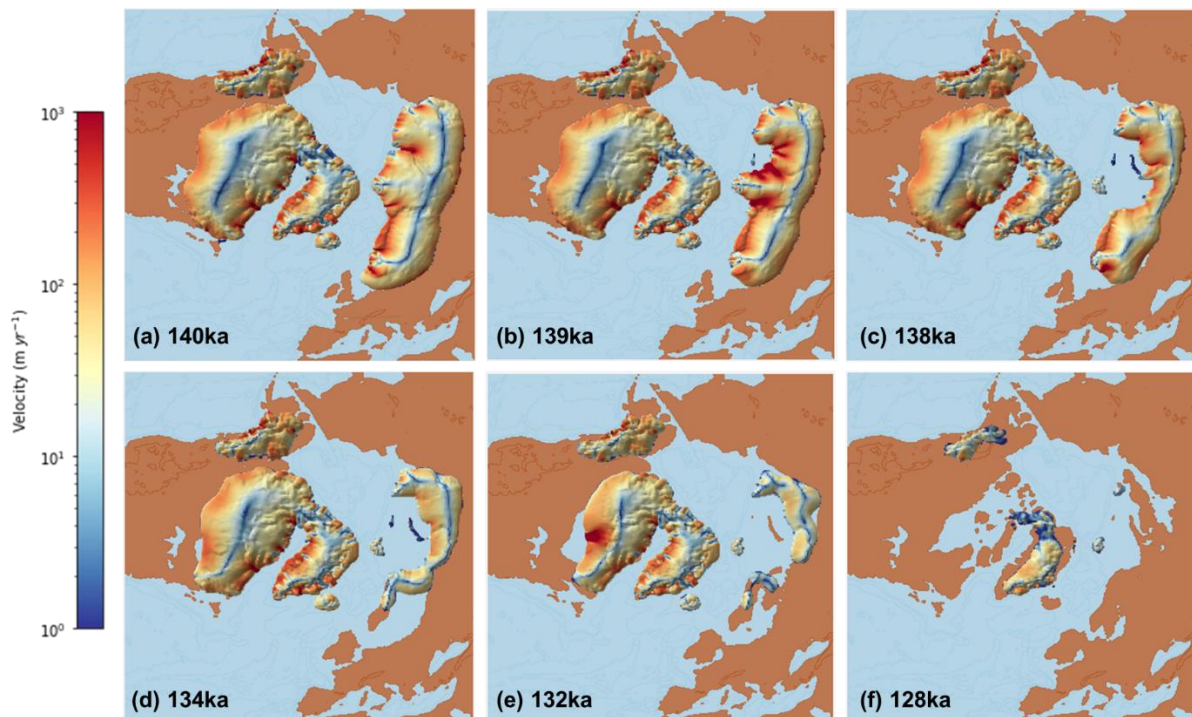 (a) 140ka
(b) 139ka
(c) 138ka
10³
10²
10¹
10⁰
Velocity (m yr⁻¹)
(d) 134ka
(e) 132ka
(f) 128ka